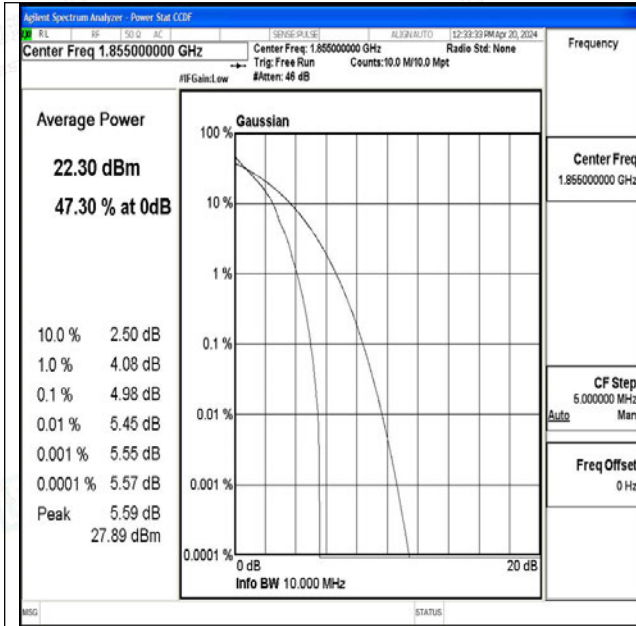 Agilent Spectrum Analyzer - Power Stat CCDF
RL RF 50 Ω AC SENSE:PULSE ALIGNAUTO 12:33:33 PM Apr 20, 2024
Center Freq 1.855000000 GHz
Center Freq: 1.855000000 GHz Radio Std: None
Trig: Free Run Counts:10.0 M/10.0 Mpt
#IFGain:Low #Atten: 46 dB
Frequency
Average Power
22.30 dBm
47.30 % at 0dB
10.0 % 2.50 dB
1.0 % 4.08 dB
0.1 % 4.98 dB
0.01 % 5.45 dB
0.001 % 5.55 dB
0.0001 % 5.57 dB
Peak 5.59 dB
27.89 dBm
Gaussian
100 %
10 %
1 %
0.1 %
0.01 %
0.001 %
0.0001 %
0 dB 20 dB
Info BW 10.000 MHz
Center Freq
1.855000000 GHz
CF Step
5.000000 MHz
Auto Man
Freq Offset
0 Hz
MSG STATUS